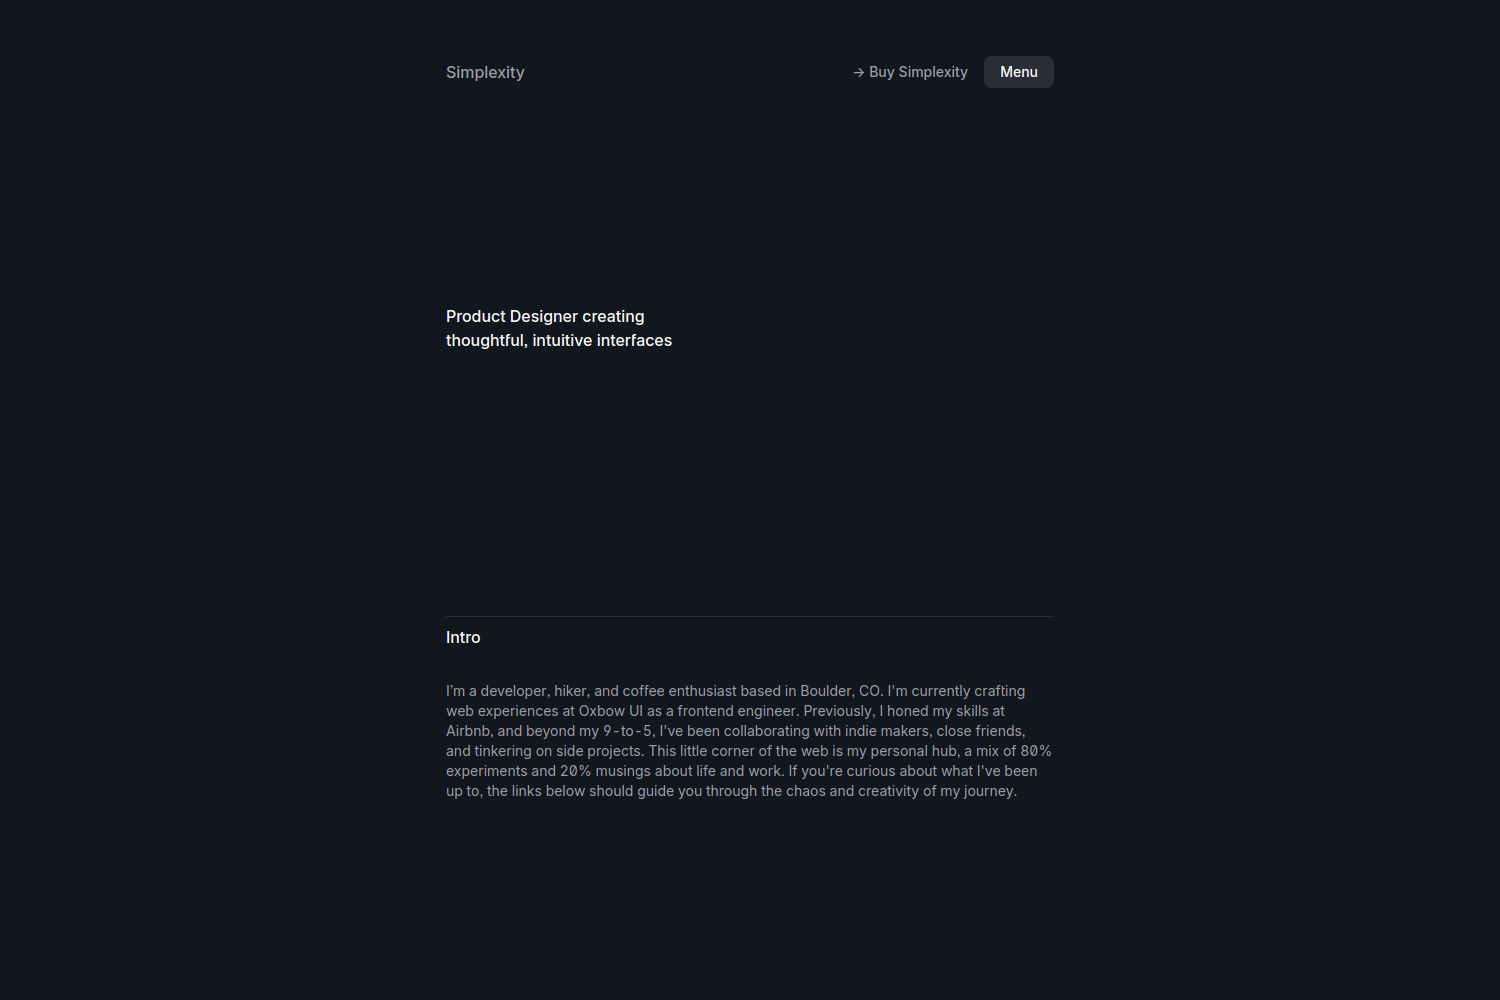 Simplexity
→ Buy Simplexity
Menu
Product Designer creating
thoughtful, intuitive interfaces
Intro
I'm a developer, hiker, and coffee enthusiast based in Boulder, CO. I'm currently crafting
web experiences at Oxbow UI as a frontend engineer. Previously, I honed my skills at
Airbnb, and beyond my 9-to-5, I've been collaborating with indie makers, close friends,
and tinkering on side projects. This little corner of the web is my personal hub, a mix of 80%
experiments and 20% musings about life and work. If you're curious about what I've been
up to, the links below should guide you through the chaos and creativity of my journey.